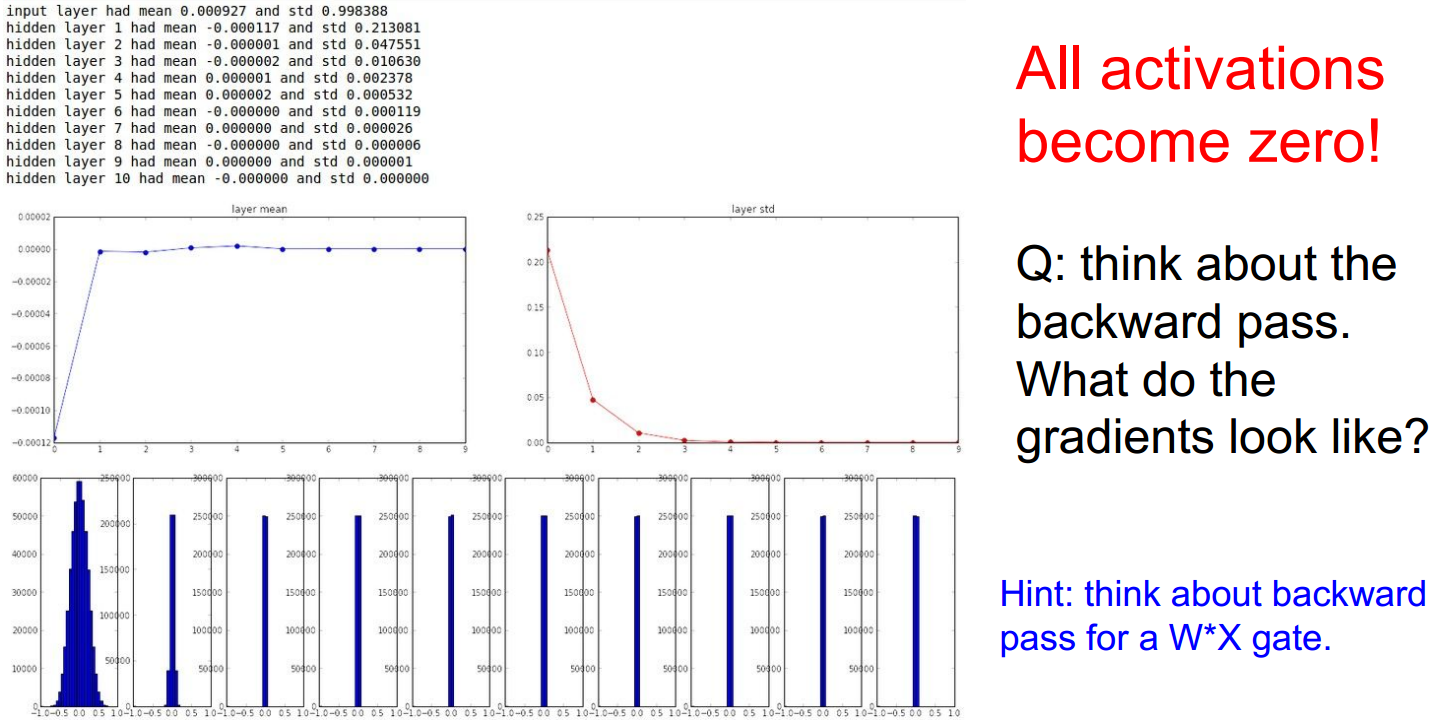 input layer had mean 0.000927 and std 0.998388
hidden layer 1 had mean -0.000117 and std 0.213081
hidden layer 2 had mean -0.000001 and std 0.047551
hidden layer 3 had mean -0.000002 and std 0.010630
hidden layer 4 had mean 0.000001 and std 0.002378
hidden layer 5 had mean 0.000002 and std 0.000532
hidden layer 6 had mean -0.000000 and std 0.000119
hidden layer 7 had mean 0.000000 and std 0.000026
hidden layer 8 had mean -0.000000 and std 0.000006
hidden layer 9 had mean 0.000000 and std 0.000001
hidden layer 10 had mean -0.000000 and std 0.000000
All activations
become zero!
Q: think about the
backward pass.
What do the
gradients look like?
Hint: think about backward
pass for a W*X gate.
layer mean
0.00002
0.00000
−0.00002
−0.00004
−0.00006
−0.00008
−0.00010
−0.00012
0 1 2 3 4 5 6 7 8 9
layer std
0.25
0.20
0.15
0.10
0.05
0.00
0 1 2 3 4 5 6 7 8 9
60000
50000
40000
30000
20000
10000
0
250000
200000
150000
100000
50000
0
300000
250000
200000
150000
100000
50000
0
−1.0 −0.5 0.0 0.5 1.0